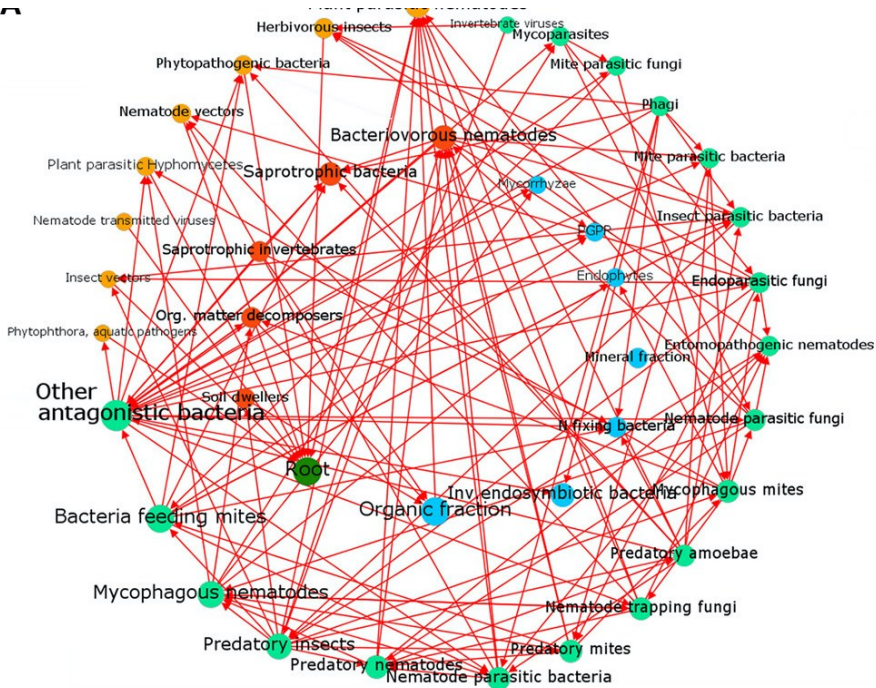 A
Plant parasitic nematodes
Herbivorous insects
Invertebrate viruses
Mycoparasites
Phytopathogenic bacteria
Mite parasitic fungi
Nematode vectors
Phagi
Bacteriovorous nematodes
Mite parasitic bacteria
Plant parasitic Hyphomycetes
Saprotrophic bacteria
Mycorrhyzae
Nematode transmitted viruses
Insect parasitic bacteria
PGPR
Saprotrophic invertebrates
Insect vectors
Endophytes
Endoparasitic fungi
Org. matter decomposers
Phytophthora, aquatic pathogens
Entomopathogenic nematodes
Mineral fraction
Other
antagonistic bacteria
Soil dwellers
Nematode parasitic fungi
N fixing bacteria
Root
Inv. endosymbiotic bacteria
Mycophagous mites
Organic fraction
Bacteria feeding mites
Predatory amoebae
Mycophagous nematodes
Nematode trapping fungi
Predatory insects
Predatory mites
Predatory nematodes
Nematode parasitic bacteria